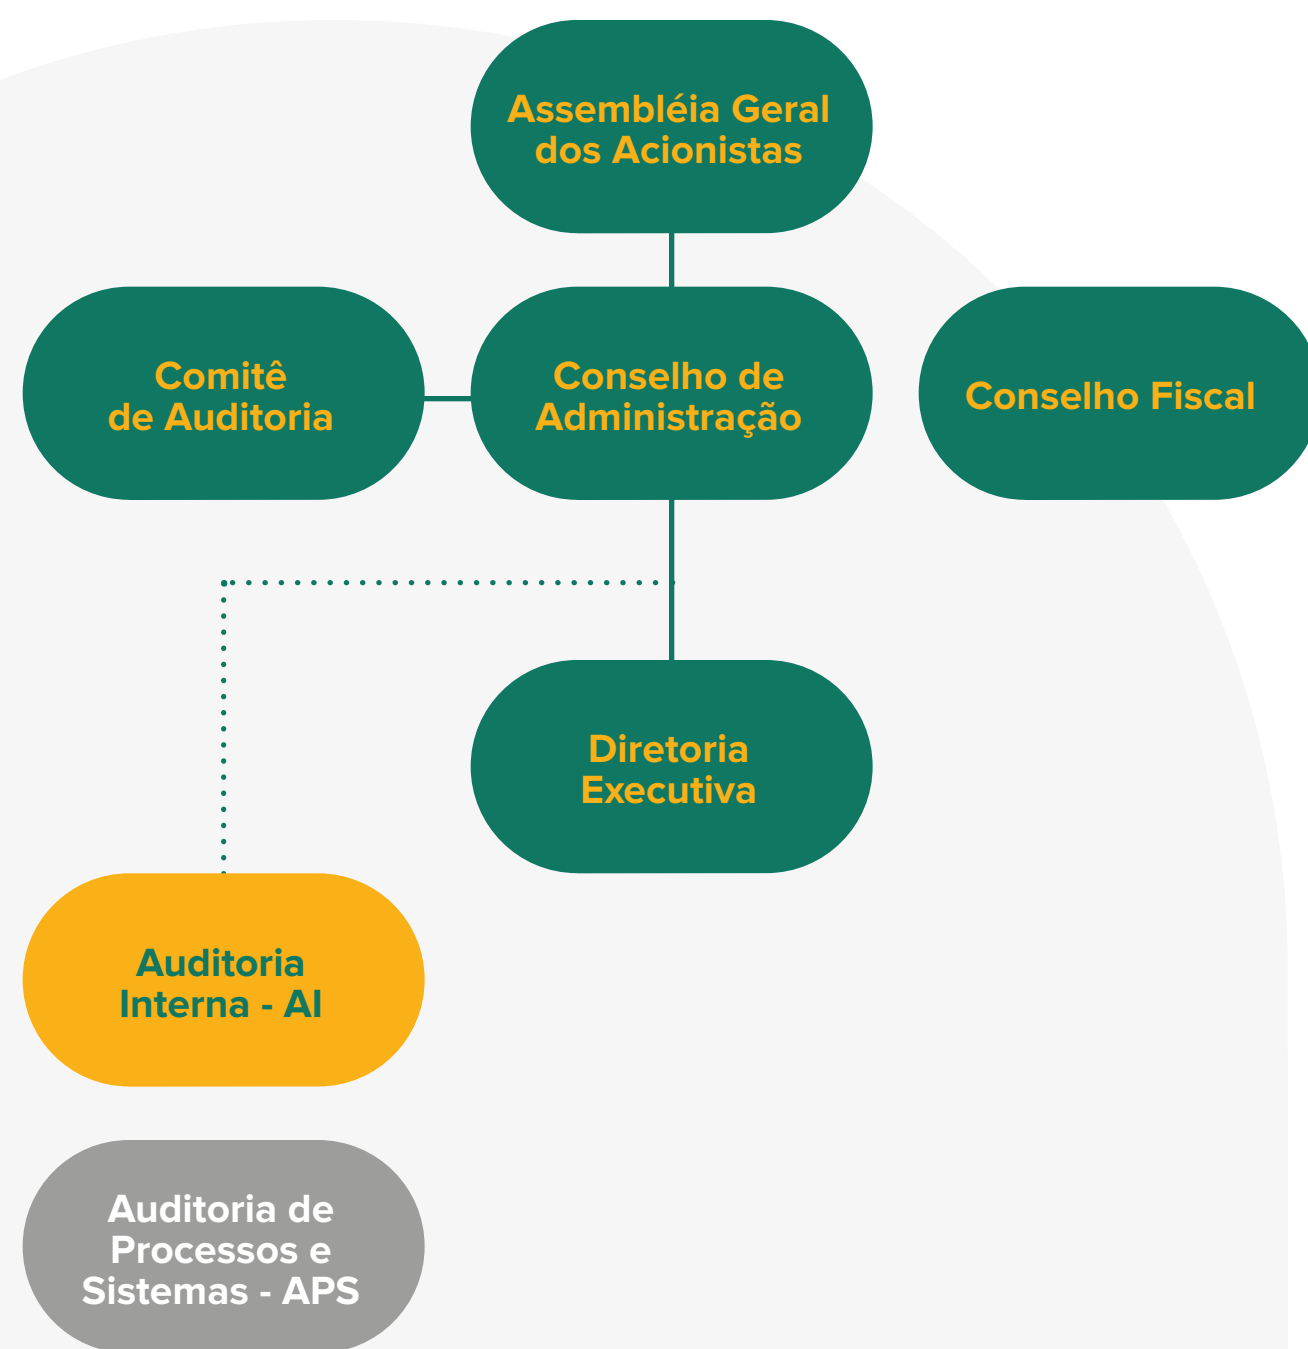 Assembléia Geral
dos Acionistas
Comitê
de Auditoria
Conselho de
Administração
Conselho Fiscal
Diretoria
Executiva
Auditoria
Interna - AI
Auditoria de
Processos e
Sistemas - APS